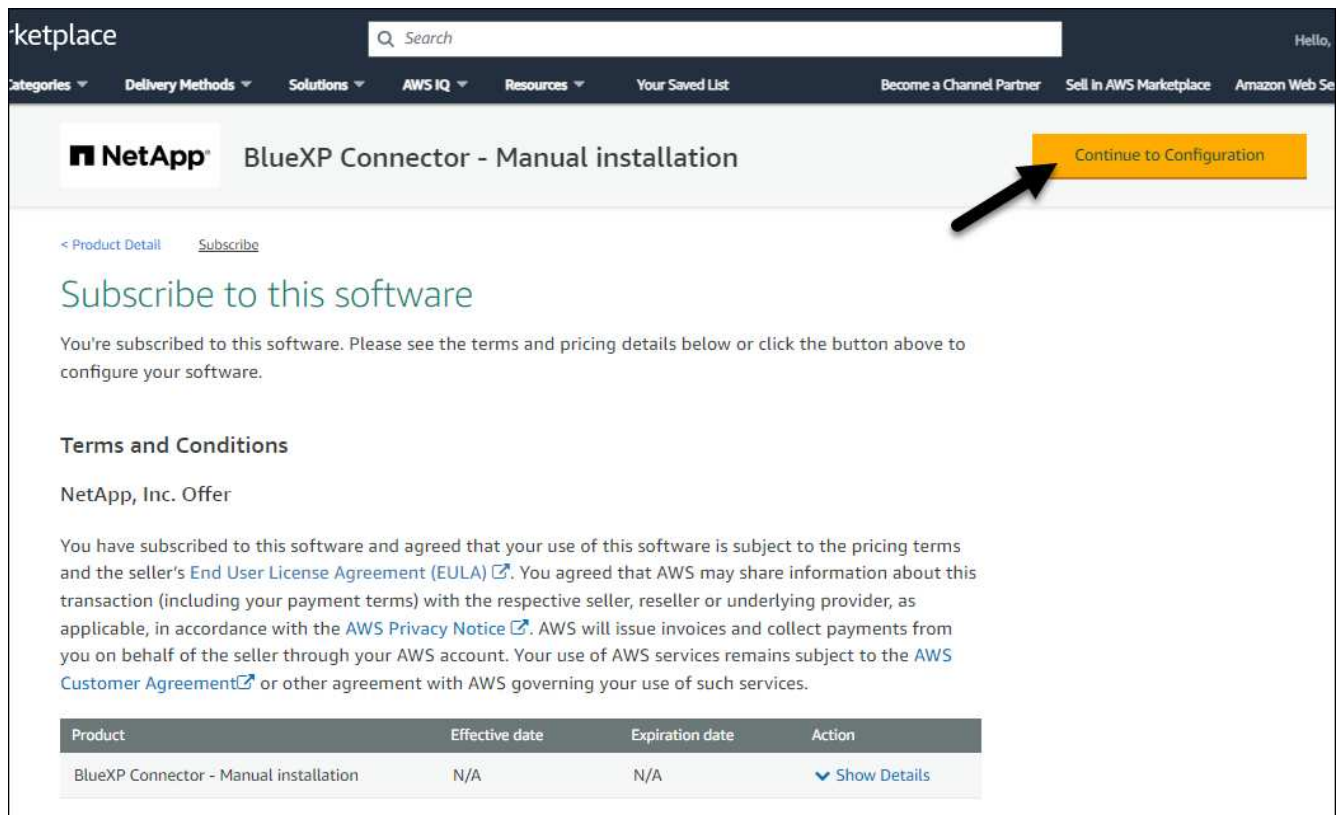 rketplace
Search
Hello,
Categories
Delivery Methods
Solutions
AWS IQ
Resources
Your Saved List
Become a Channel Partner
Sell in AWS Marketplace
Amazon Web Se
NetApp
BlueXP Connector - Manual installation
Continue to Configuration
< Product Detail
Subscribe
Subscribe to this software
You're subscribed to this software. Please see the terms and pricing details below or click the button above to
configure your software.
Terms and Conditions
NetApp, Inc. Offer
You have subscribed to this software and agreed that your use of this software is subject to the pricing terms
and the seller's End User License Agreement (EULA). You agreed that AWS may share information about this
transaction (including your payment terms) with the respective seller, reseller or underlying provider, as
applicable, in accordance with the AWS Privacy Notice. AWS will issue invoices and collect payments from
you on behalf of the seller through your AWS account. Your use of AWS services remains subject to the AWS
Customer Agreement or other agreement with AWS governing your use of such services.
Product Effective date Expiration date Action
BlueXP Connector - Manual installation N/A N/A Show Details